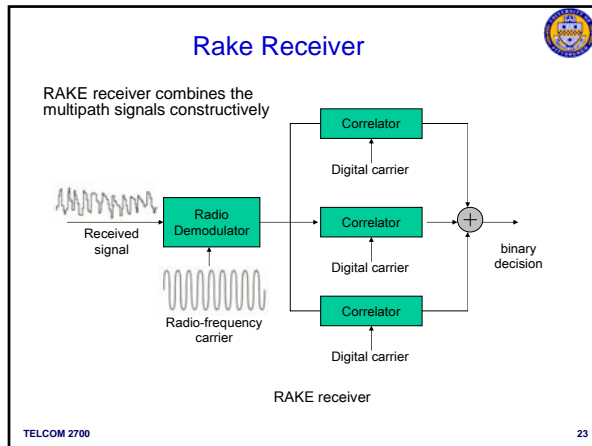 Rake Receiver
RAKE receiver combines the
multipath signals constructively
Correlator
Digital carrier
Received
signal
Radio
Demodulator
Correlator
Digital carrier
binary
decision
Radio-frequency
carrier
Correlator
Digital carrier
RAKE receiver
TELCOM 2700
23